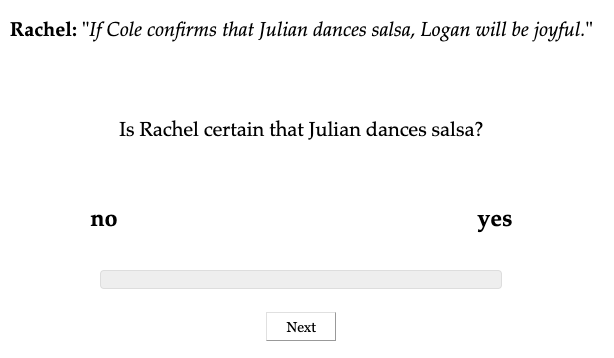 Rachel: "If Cole confirms that Julian dances salsa, Logan will be joyful."
Is Rachel certain that Julian dances salsa?
no yes
Next